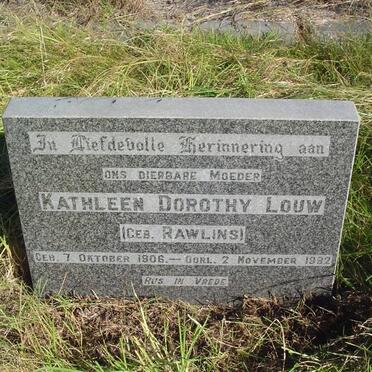 In Liefdevolle Herinnering aan
ONS DIERBARE MOEDER
KATHLEEN DOROTHY LOUW
(GEB. RAWLINS)
GEB. 7 OKTOBER 1906.— OORL. 2 NOVEMBER 1982
RUS IN VREDE